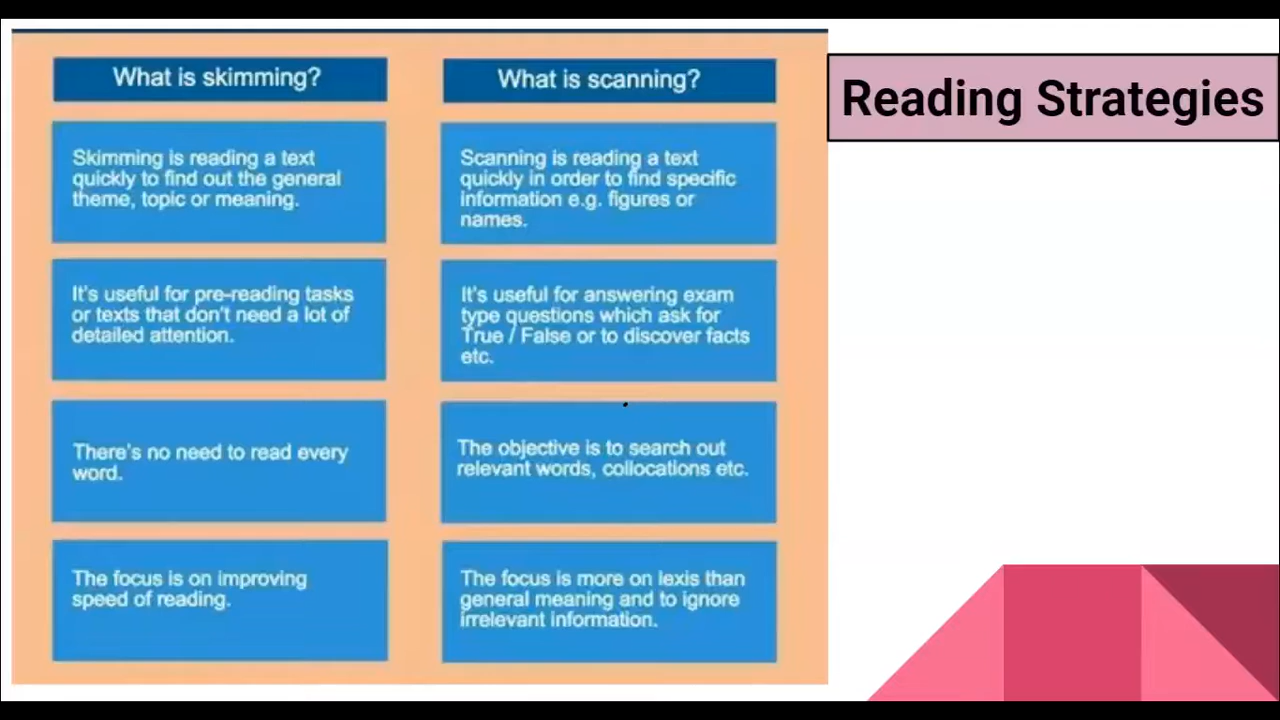 What is skimming?
Skimming is reading a text
quickly to find out the general
theme, topic or meaning.
It's useful for pre-reading tasks
or texts that don't need a lot of
detailed attention.
There's no need to read every
word.
The focus is on improving
speed of reading.
What is scanning?
Scanning is reading a text
quickly in order to find specific
information e.g. figures or
names.
It's useful for answering exam
type questions which ask for
True / False or to discover facts
etc.
The objective is to search out
relevant words, collocations etc.
The focus is more on lexis than
general meaning and to ignore
irrelevant information.
Reading Strategies